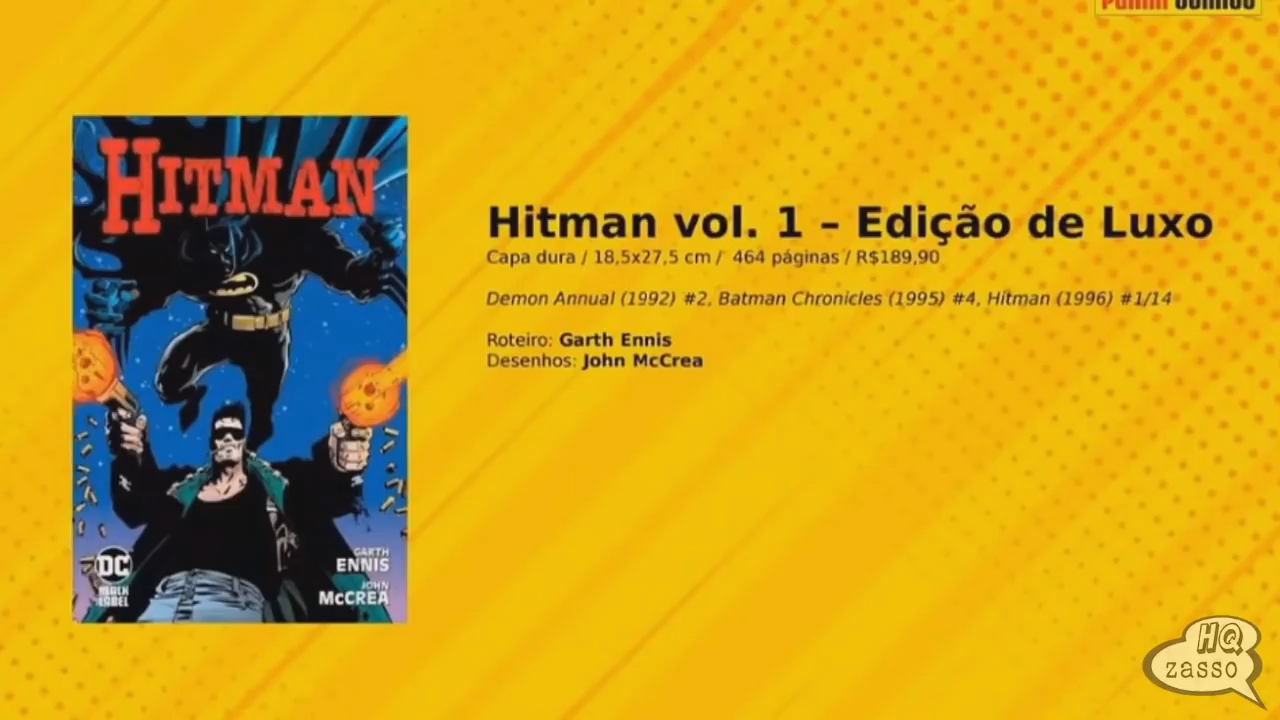 PANINI COMICS
HITMAN
Hitman vol. 1 – Edição de Luxo
Capa dura / 18,5x27,5 cm / 464 páginas / R$189,90
Demon Annual (1992) #2, Batman Chronicles (1995) #4, Hitman (1996) #1/14
Roteiro: Garth Ennis
Desenhos: John McCrea
DC
BLACK
LABEL
GARTH
ENNIS
JOHN
McCREA
HQ
zasso